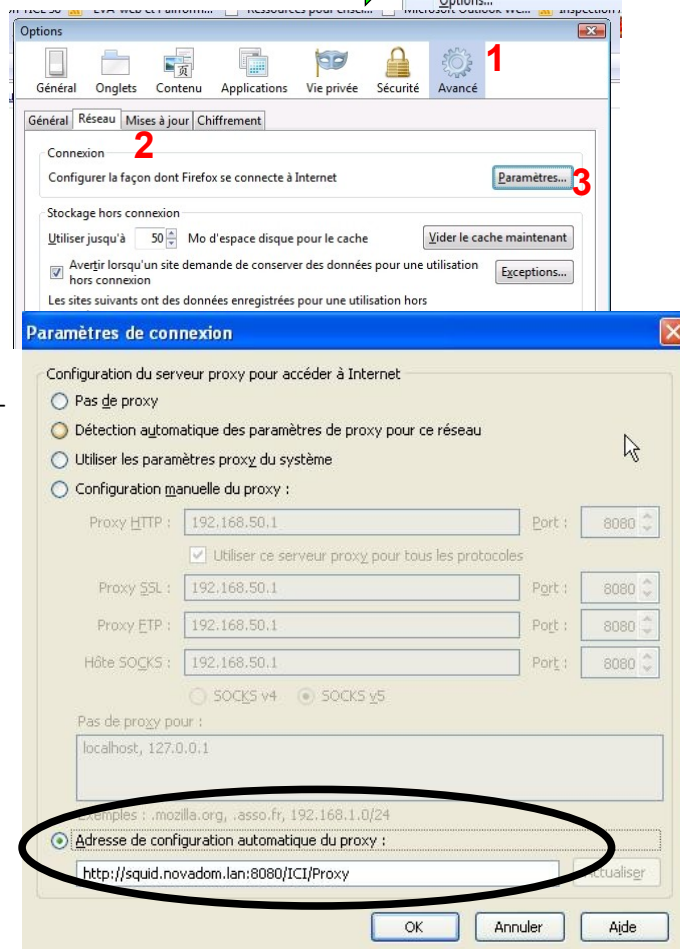 Options...
Options
Général Onglets Contenu Applications Vie privée Sécurité Avancé 1
Général Réseau Mises à jour Chiffrement
2
Connexion
Configurer la façon dont Firefox se connecte à Internet Paramètres... 3
Stockage hors connexion
Utiliser jusqu'à 50 Mo d'espace disque pour le cache Vider le cache maintenant
Avertir lorsqu'un site demande de conserver des données pour une utilisation
hors connexion Exceptions...
Les sites suivants ont des données enregistrées pour une utilisation hors
Paramètres de connexion
Configuration du serveur proxy pour accéder à Internet
Pas de proxy
Détection automatique des paramètres de proxy pour ce réseau
Utiliser les paramètres proxy du système
Configuration manuelle du proxy :
Proxy HTTP : 192.168.50.1 Port : 8080
Utiliser ce serveur proxy pour tous les protocoles
Proxy SSL : 192.168.50.1 Port : 8080
Proxy FTP : 192.168.50.1 Port : 8080
Hôte SOCKS : 192.168.50.1 Port : 8080
SOCKS v4 SOCKS v5
Pas de proxy pour :
localhost, 127.0.0.1
Exemples : .mozilla.org, .asso.fr, 192.168.1.0/24
Adresse de configuration automatique du proxy :
http://squid.novadom.lan:8080/ICI/Proxy Actualiser
OK Annuler Aide